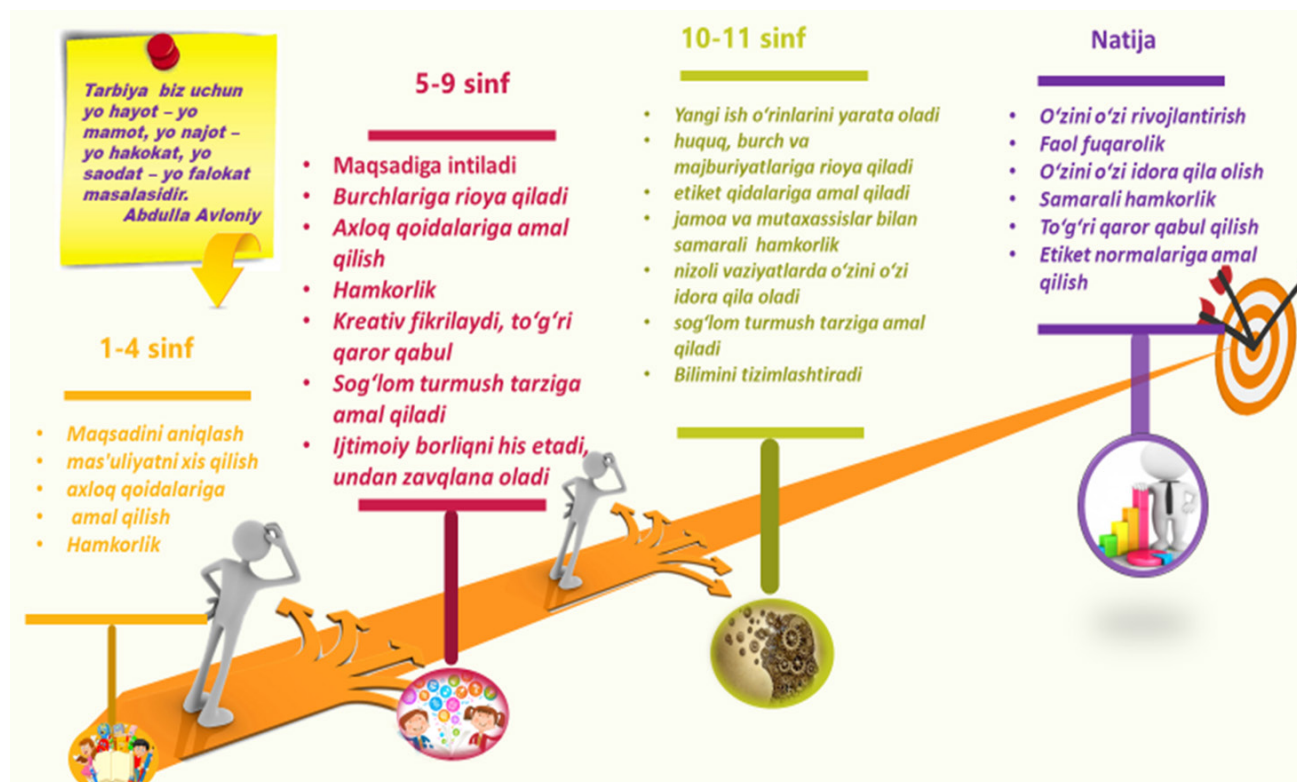 Tarbiya biz uchun
yo hayot – yo
mamot, yo najot –
yo hakokat, yo
saodat – yo falokat
masalasidir.
Abdulla Avloniy
1-4 sinf
• Maqsadini aniqlash
• mas'uliyatni xis qilish
• axloq qoidalariga
• amal qilish
• Hamkorlik
5-9 sinf
• Maqsadiga intiladi
• Burchlariga rioya qiladi
• Axloq qoidalariga amal
qilish
• Hamkorlik
• Kreativ fikrilaydi, to‘g‘ri
qaror qabul
• Sog‘lom turmush tarziga
amal qiladi
• Ijtimoiy borliqni his etadi,
undan zavqlana oladi
10-11 sinf
• Yangi ish o‘rinlarini yarata oladi
• huquq, burch va
majburiyatlariga rioya qiladi
• etiket qidalariga amal qiladi
• jamoa va mutaxassislar bilan
samarali hamkorlik
• nizoli vaziyatlarda o‘zini o‘zi
idora qila oladi
• sog‘lom turmush tarziga amal
qiladi
• Bilimini tizimlashtiradi
Natija
• O‘zini o‘zi rivojlantirish
• Faol fuqarolik
• O‘zini o‘zi idora qila olish
• Samarali hamkorlik
• To‘g‘ri qaror qabul qilish
• Etiket normalariga amal
qilish